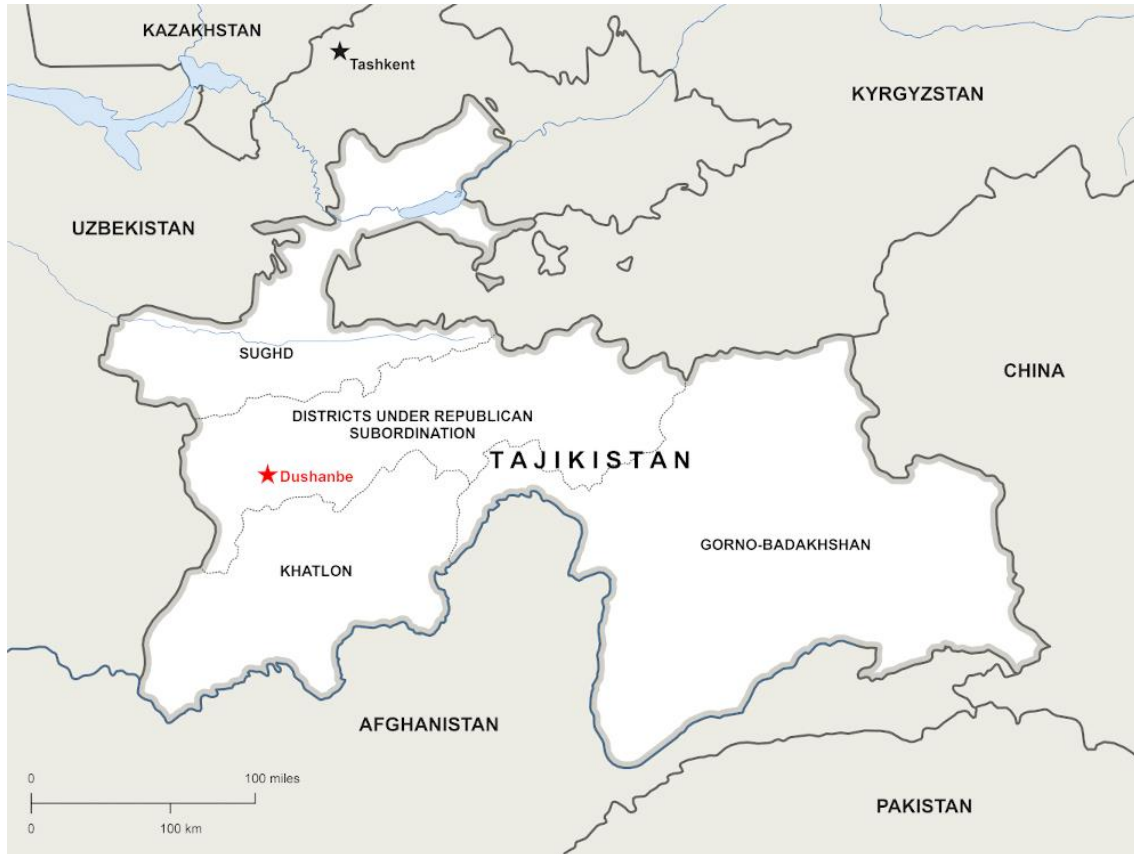 KAZAKHSTAN
Tashkent
KYRGYZSTAN
UZBEKISTAN
SUGHD
CHINA
DISTRICTS UNDER REPUBLICAN
SUBORDINATION
TAJIKISTAN
Dushanbe
GORNO-BADAKHSHAN
KHATLON
AFGHANISTAN
0 100 miles
0 100 km
PAKISTAN